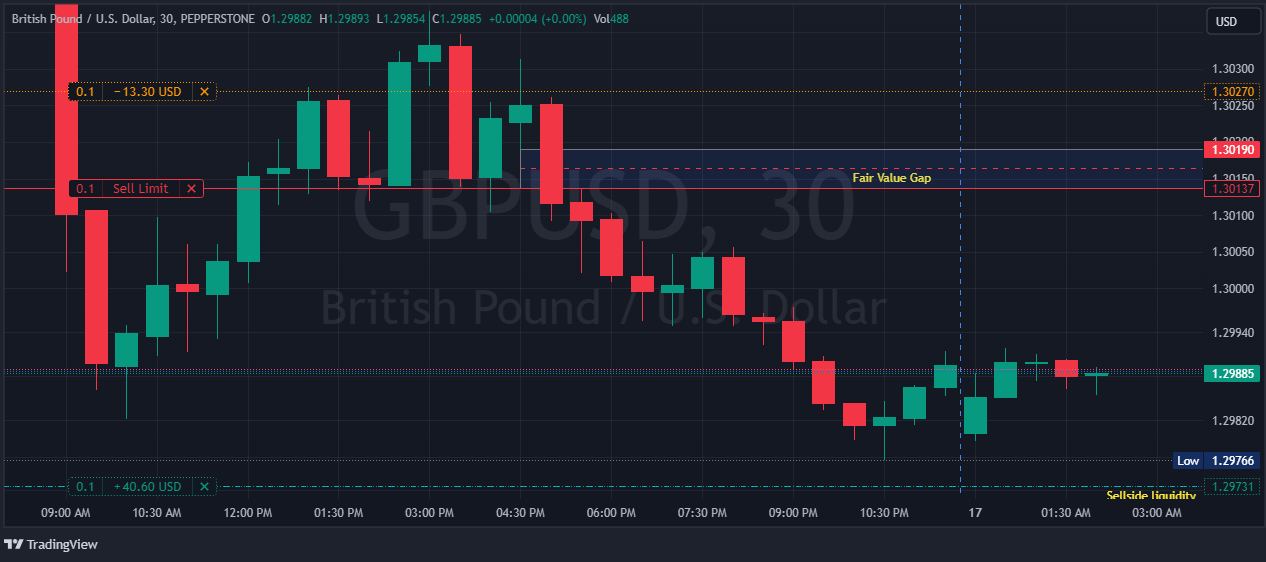 British Pound / U.S. Dollar, 30, PEPPERSTONE O1.29882 H1.29893 L1.29854 C1.29885 +0.00004 (+0.00%) Vol488
USD
1.30300
0.1 −13.30 USD ✕
1.30270
1.30250
1.30200
1.30190
1.30150
Fair Value Gap
0.1 Sell Limit ✕
1.30137
GBPUSD, 30
1.30100
1.30050
1.30000
British Pound / U.S. Dollar
1.29940
1.29885
1.29820
Low 1.29766
0.1 +40.60 USD ✕
1.29731
Sellside liquidity
09:00 AM 10:30 AM 12:00 PM 01:30 PM 03:00 PM 04:30 PM 06:00 PM 07:30 PM 09:00 PM 10:30 PM 17 01:30 AM 03:00 AM
TradingView